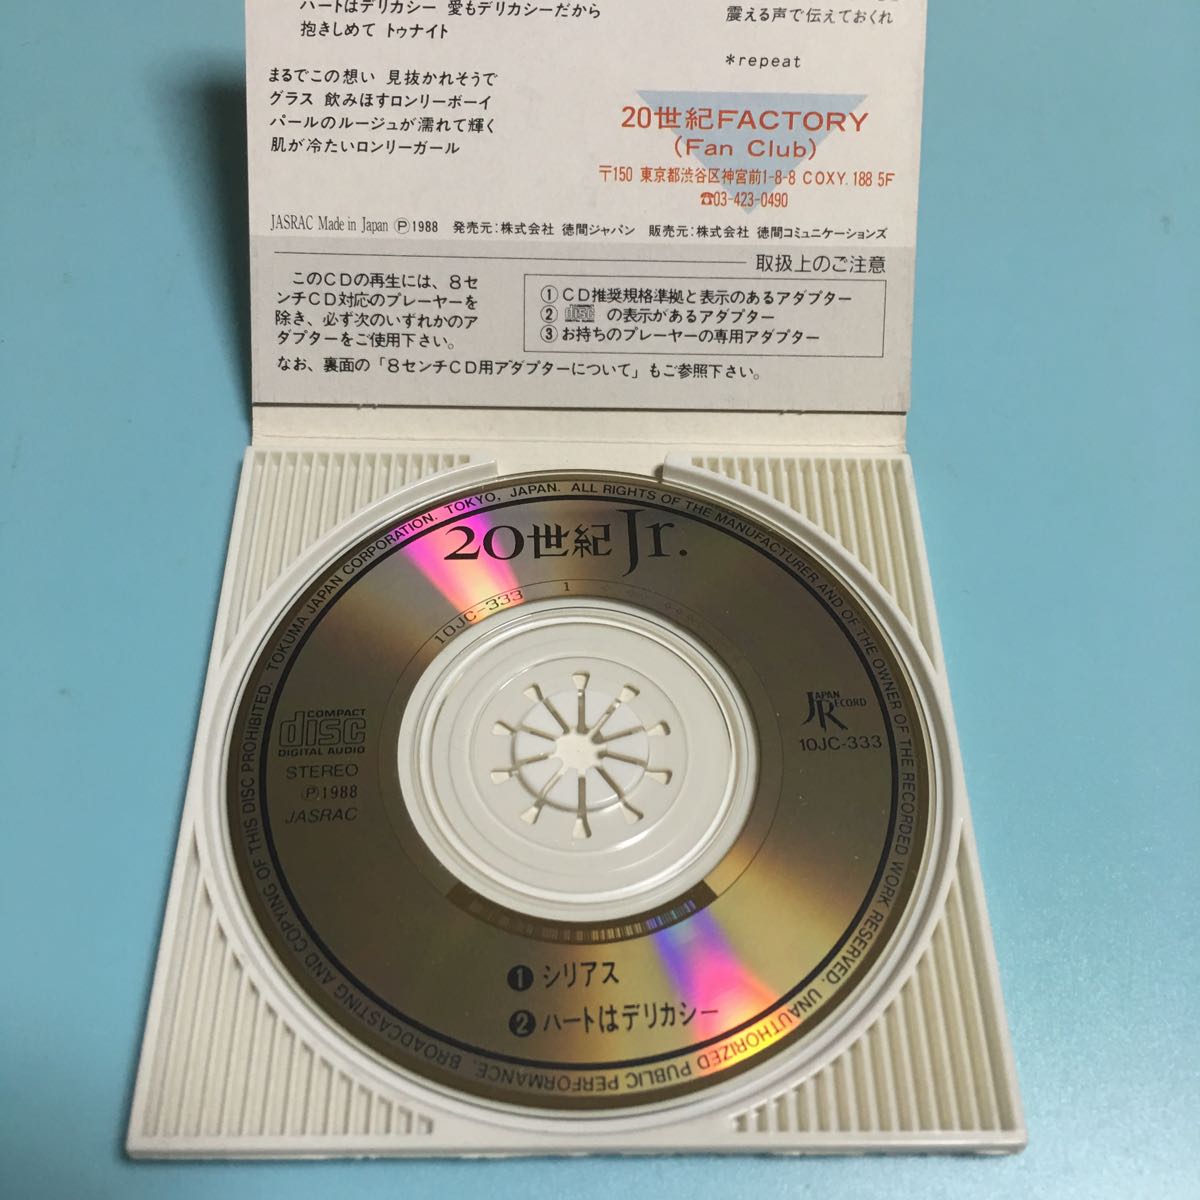 ハートはデリカシー 愛もデリカシーだから
抱きしめて トゥナイト
まるでこの想い 見抜かれそうで
グラス 飲みほすロンリーボーイ
パールのルージュが濡れて輝く
肌が冷たいロンリーガール
震える声で伝えておくれ
*repeat
20世紀FACTORY
(Fan Club)
〒150 東京都渋谷区神宮前1-8-8 COXY. 188 5F
☎03-423-0490
JASRAC Made in Japan Ⓟ1988 発売元:株式会社 徳間ジャパン 販売元:株式会社 徳間コミュニケーションズ
取扱上のご注意
このCDの再生には、8セ
ンチCD対応のプレーヤーを
除き、必ず次のいずれかのア
ダプターをご使用下さい。
①CD推奨規格準拠と表示のあるアダプター
② disc の表示があるアダプター
③お持ちのプレーヤーの専用アダプター
なお、裏面の「8センチCD用アダプターについて」もご参照下さい。
TOKUMA JAPAN CORPORATION. TOKYO, JAPAN. ALL RIGHTS OF THE MANUFACTURER AND OF THE OWNER OF THE RECORDED WORK RESERVED. UNAUTHORIZED PUBLIC PERFORMANCE, BROADCASTING AND COPYING OF THIS DISC PROHIBITED.
20世紀Jr.
10JC-333 1
COMPACT
disc
DIGITAL AUDIO
STEREO
Ⓟ1988
JASRAC
JAPAN
RECORD
10JC-333
❶ シリアス
❷ ハートはデリカシー